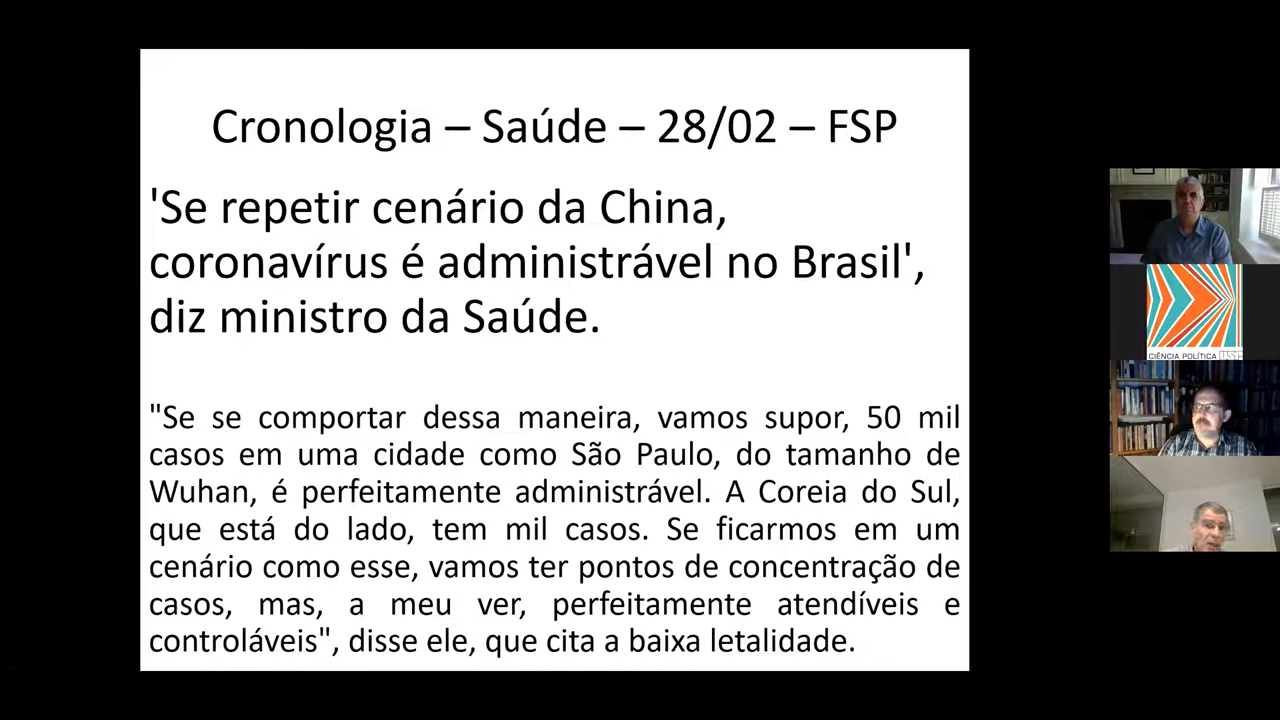 Cronologia – Saúde – 28/02 – FSP
'Se repetir cenário da China,
coronavírus é administrável no Brasil',
diz ministro da Saúde.
"Se se comportar dessa maneira, vamos supor, 50 mil
casos em uma cidade como São Paulo, do tamanho de
Wuhan, é perfeitamente administrável. A Coreia do Sul,
que está do lado, tem mil casos. Se ficarmos em um
cenário como esse, vamos ter pontos de concentração de
casos, mas, a meu ver, perfeitamente atendíveis e
controláveis", disse ele, que cita a baixa letalidade.
CIÊNCIA POLÍTICA USP